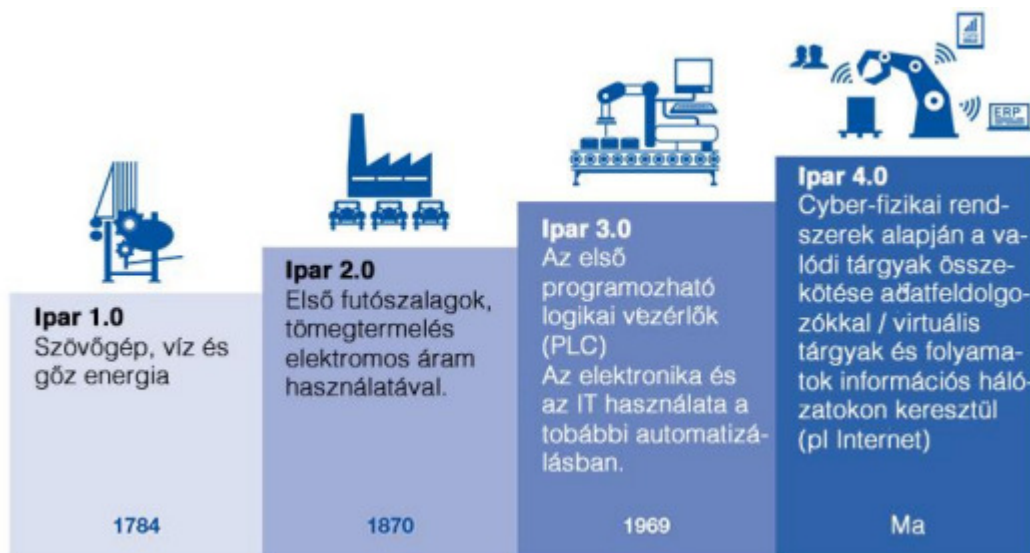 ERP
Ipar 1.0
Szövőgép, víz és
gőz energia
1784
Ipar 2.0
Első futószalagok,
tömegtermelés
elektromos áram
használatával.
1870
Ipar 3.0
Az első
programozható
logikai vezérlők
(PLC)
Az elektronika és
az IT használata a
tobábbi automatizá-
lásban.
1969
Ipar 4.0
Cyber-fizikai rend-
szerek alapján a va-
lódi tárgyak össze-
kötése adatfeldolgo-
zókkal / virtuális
tárgyak és folyama-
tok információs háló-
zatokon keresztül
(pl Internet)
Ma